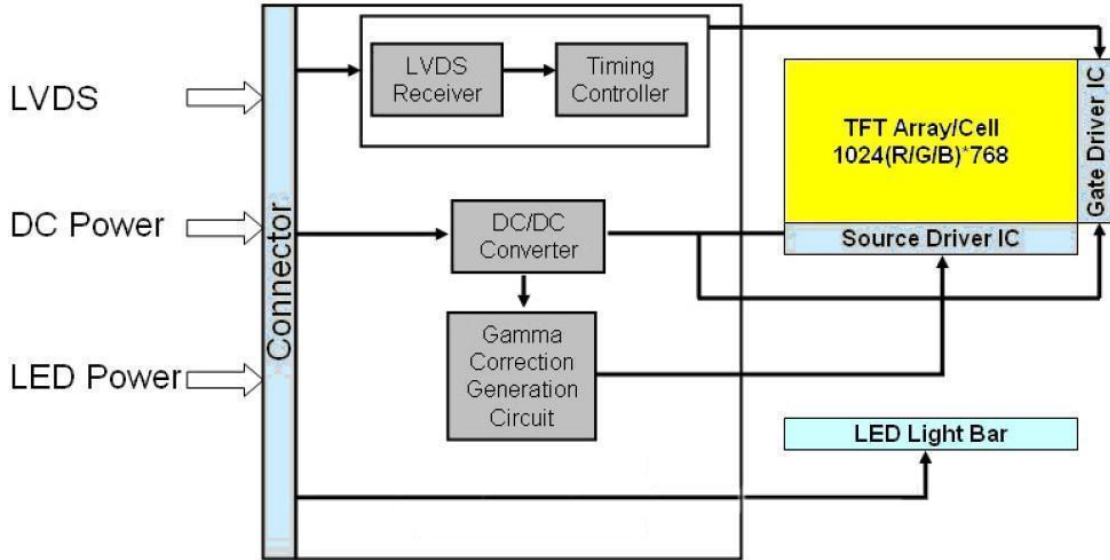 LVDS
DC Power
LED Power
Connector
LVDS
Receiver
Timing
Controller
DC/DC
Converter
Gamma
Correction
Generation
Circuit
TFT Array/Cell
1024(R/G/B)*768
Gate Driver IC
Source Driver IC
LED Light Bar